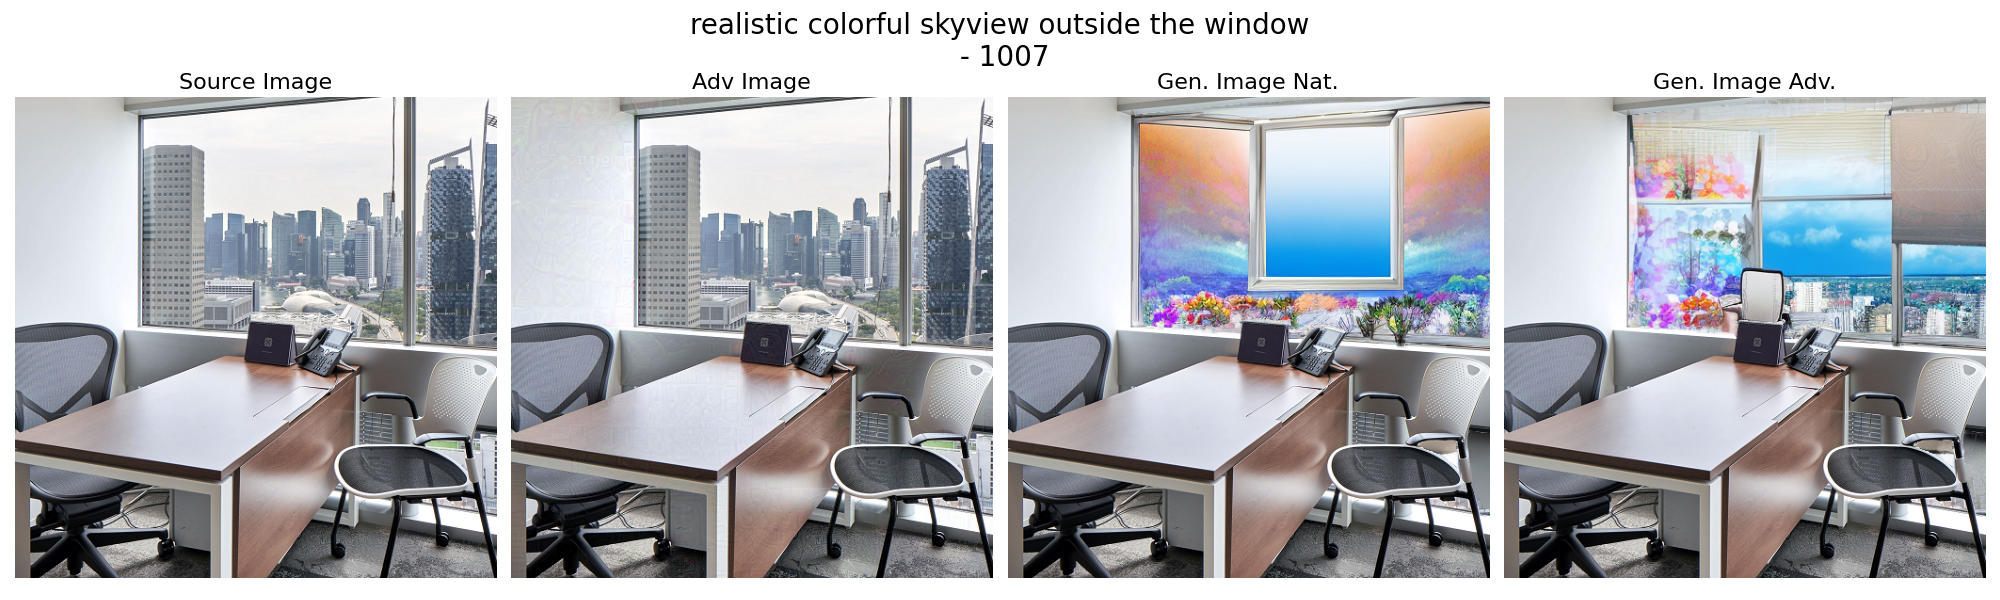 realistic colorful skyview outside the window
- 1007
Source Image
Adv Image
Gen. Image Nat.
Gen. Image Adv.